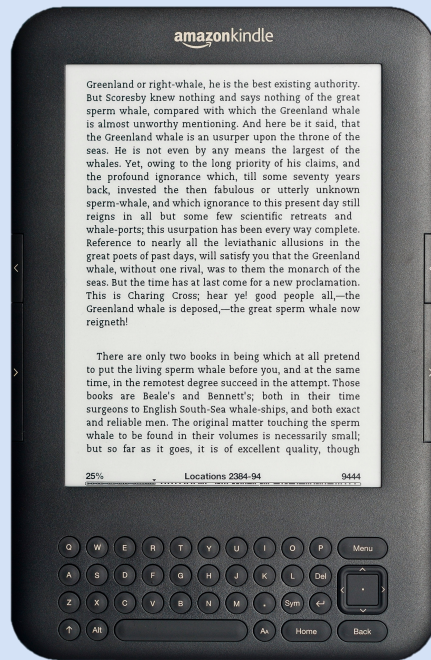 amazonkindle
Greenland or right-whale, he is the best existing authority.
But Scoresby knew nothing and says nothing of the great
sperm whale, compared with which the Greenland whale
is almost unworthy mentioning. And here be it said, that
the Greenland whale is an usurper upon the throne of the
seas. He is not even by any means the largest of the
whales. Yet, owing to the long priority of his claims, and
the profound ignorance which, till some seventy years
back, invested the then fabulous or utterly unknown
sperm-whale, and which ignorance to this present day still
reigns in all but some few scientific retreats and
whale-ports; this usurpation has been every way complete.
Reference to nearly all the leviathanic allusions in the
great poets of past days, will satisfy you that the Greenland
whale, without one rival, was to them the monarch of the
seas. But the time has at last come for a new proclamation.
This is Charing Cross; hear ye! good people all,—the
Greenland whale is deposed,—the great sperm whale now
reigneth!
There are only two books in being which at all pretend
to put the living sperm whale before you, and at the same
time, in the remotest degree succeed in the attempt. Those
books are Beale's and Bennett's; both in their time
surgeons to English South-Sea whale-ships, and both exact
and reliable men. The original matter touching the sperm
whale to be found in their volumes is necessarily small;
but so far as it goes, it is of excellent quality, though
25% Locations 2384-94 9444
Q W E R T Y U I O P Menu
A S D F G H J K L Del
Z X C V B N M . Sym
Alt Aa Home Back